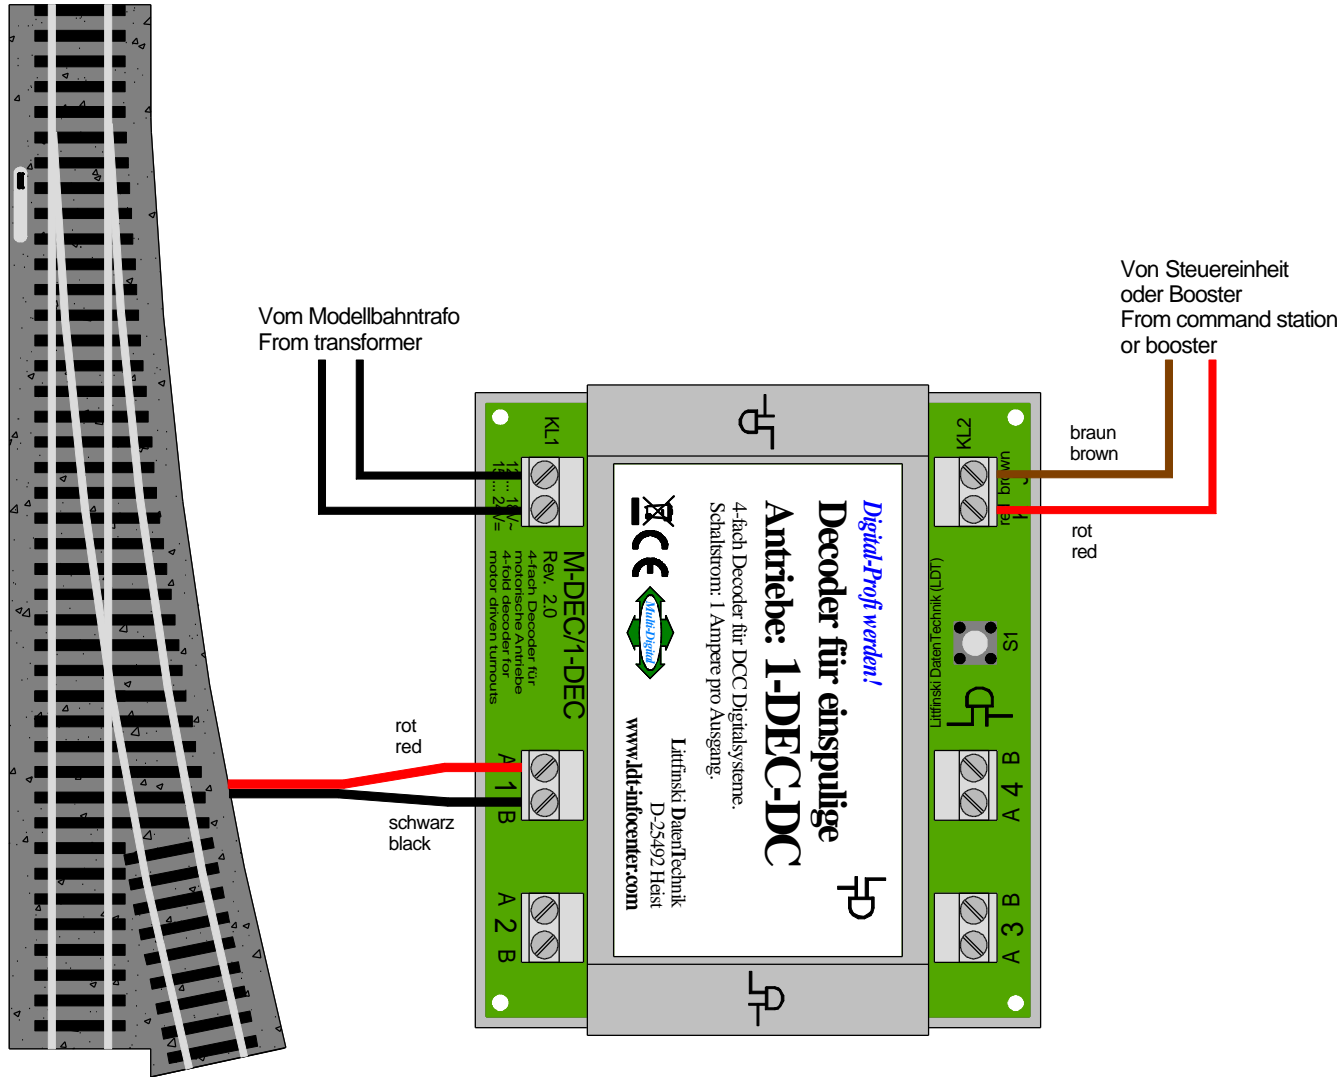 Von Steuereinheit
oder Booster
From command station
or booster
Vom Modellbahntrafo
From transformer
braun
brown
rot
red
rot
red
schwarz
black
KL1
M-DEC/1-DEC
Rev. 2.0
4-fach Decoder für
motorische Antriebe
4-fold decoder for
motor driven turnouts
A 1 B
A 2 B
Digital-Profi werden!
Decoder für einspulige
Antriebe: 1-DEC-DC
4-fach Decoder für DCC Digitalsysteme.
Schaltstrom: 1 Ampere pro Ausgang.
CE
Multi-Digital
Littfinski DatenTechnik
D-25492 Heist
www.ldt-infocenter.com
KL2
red brown
Littfinski DatenTechnik (LDT)
S1
A 4 B
A 3 B